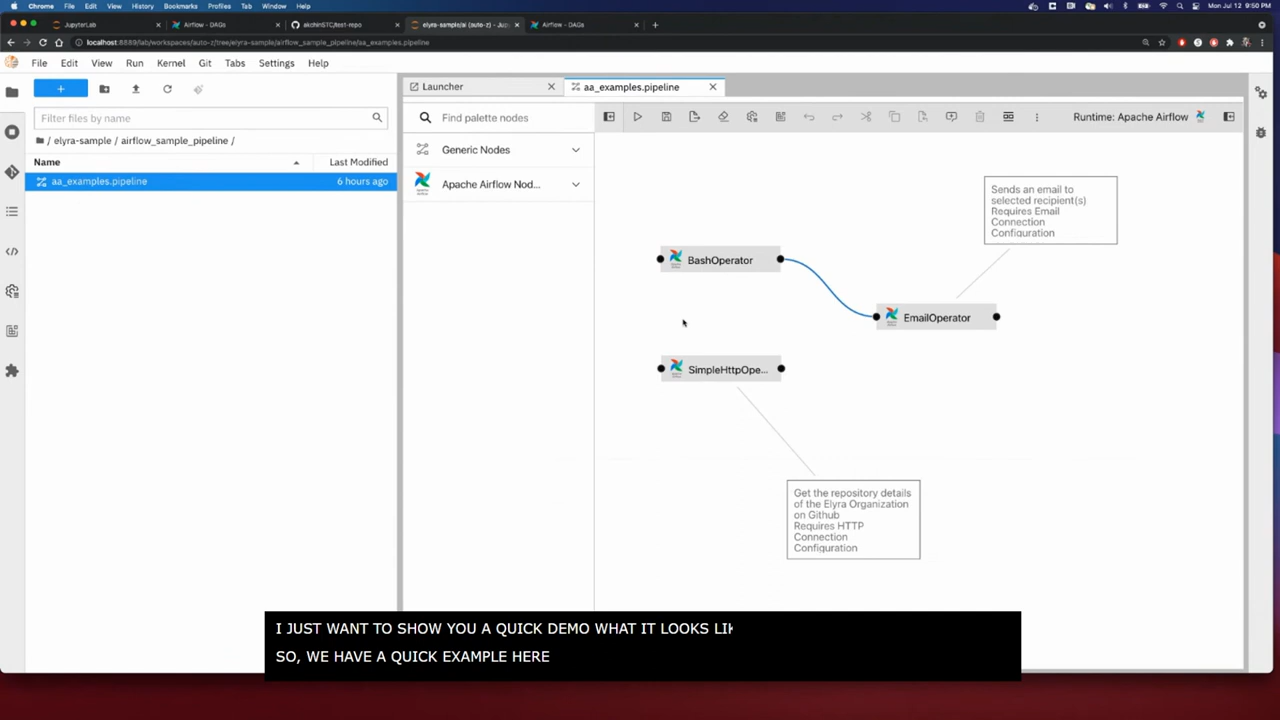 Chrome File Edit View History Bookmarks Profiles Tab Window Help
Mon Jul 12 9:50 PM
JupyterLab
Airflow - DAGs
akchinSTC/test-repo
elyra-sample/ai (auto-z) - Jup
Airflow - DAGs
localhost:8889/lab/workspaces/auto-z/tree/elyra-sample/airflow_sample_pipeline/aa_examples.pipeline
File Edit View Run Kernel Git Tabs Settings Help
Launcher
aa_examples.pipeline
Filter files by name
Find palette nodes
Runtime: Apache Airflow
/ elyra-sample / airflow_sample_pipeline /
Generic Nodes
Name
Last Modified
aa_examples.pipeline
6 hours ago
Apache Airflow Nod...
Sends an email to
selected recipient(s)
Requires Email
Connection
Configuration
BashOperator
EmailOperator
SimpleHttpOpe...
Get the repository details
of the Elyra Organization
on Github
Requires HTTP
Connection
Configuration
I JUST WANT TO SHOW YOU A QUICK DEMO WHAT IT LOOKS LIK
SO, WE HAVE A QUICK EXAMPLE HERE